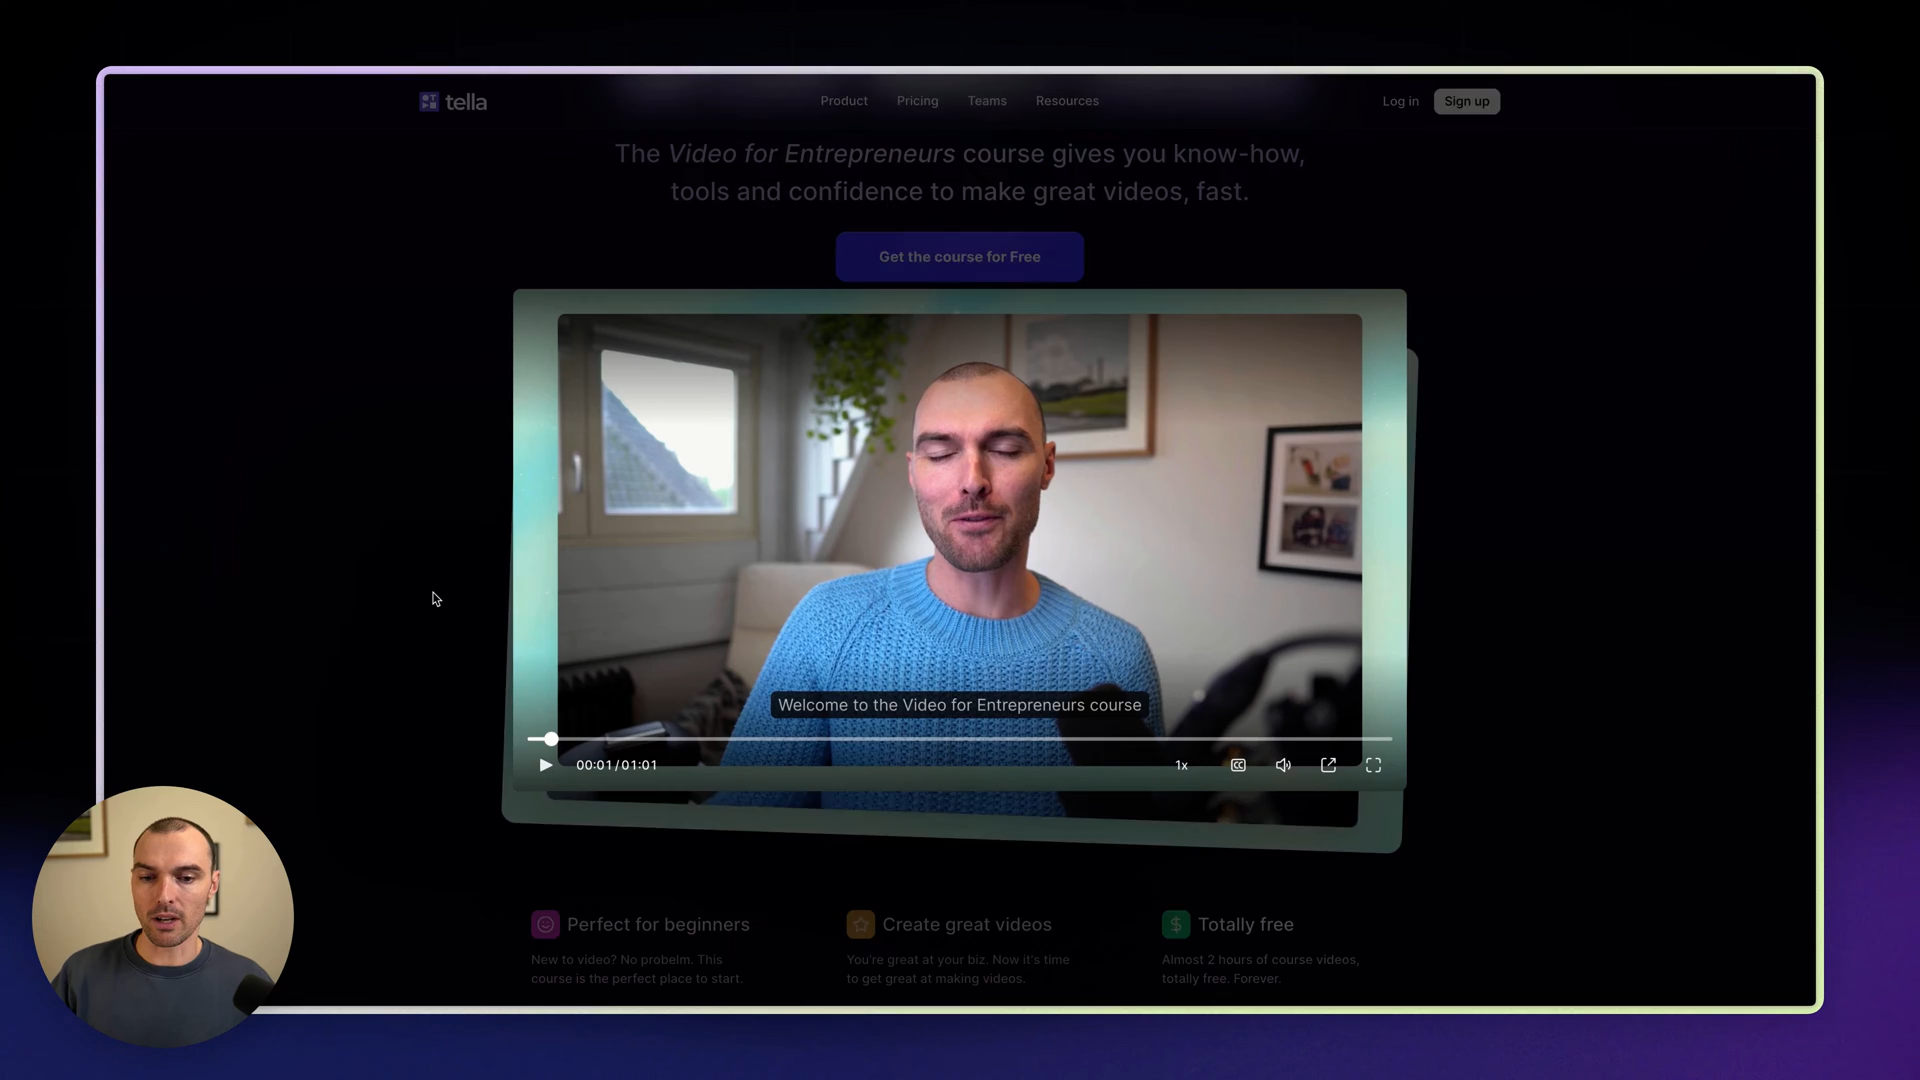 tella
Product
Pricing
Teams
Resources
Log in
Sign up
The Video for Entrepreneurs course gives you know-how,
tools and confidence to make great videos, fast.
Get the course for Free
Welcome to the Video for Entrepreneurs course
00:01/01:01
1x
CC
Perfect for beginners
New to video? No probelm. This
course is the perfect place to start.
Create great videos
You're great at your biz. Now it's time
to get great at making videos.
Totally free
Almost 2 hours of course videos,
totally free. Forever.